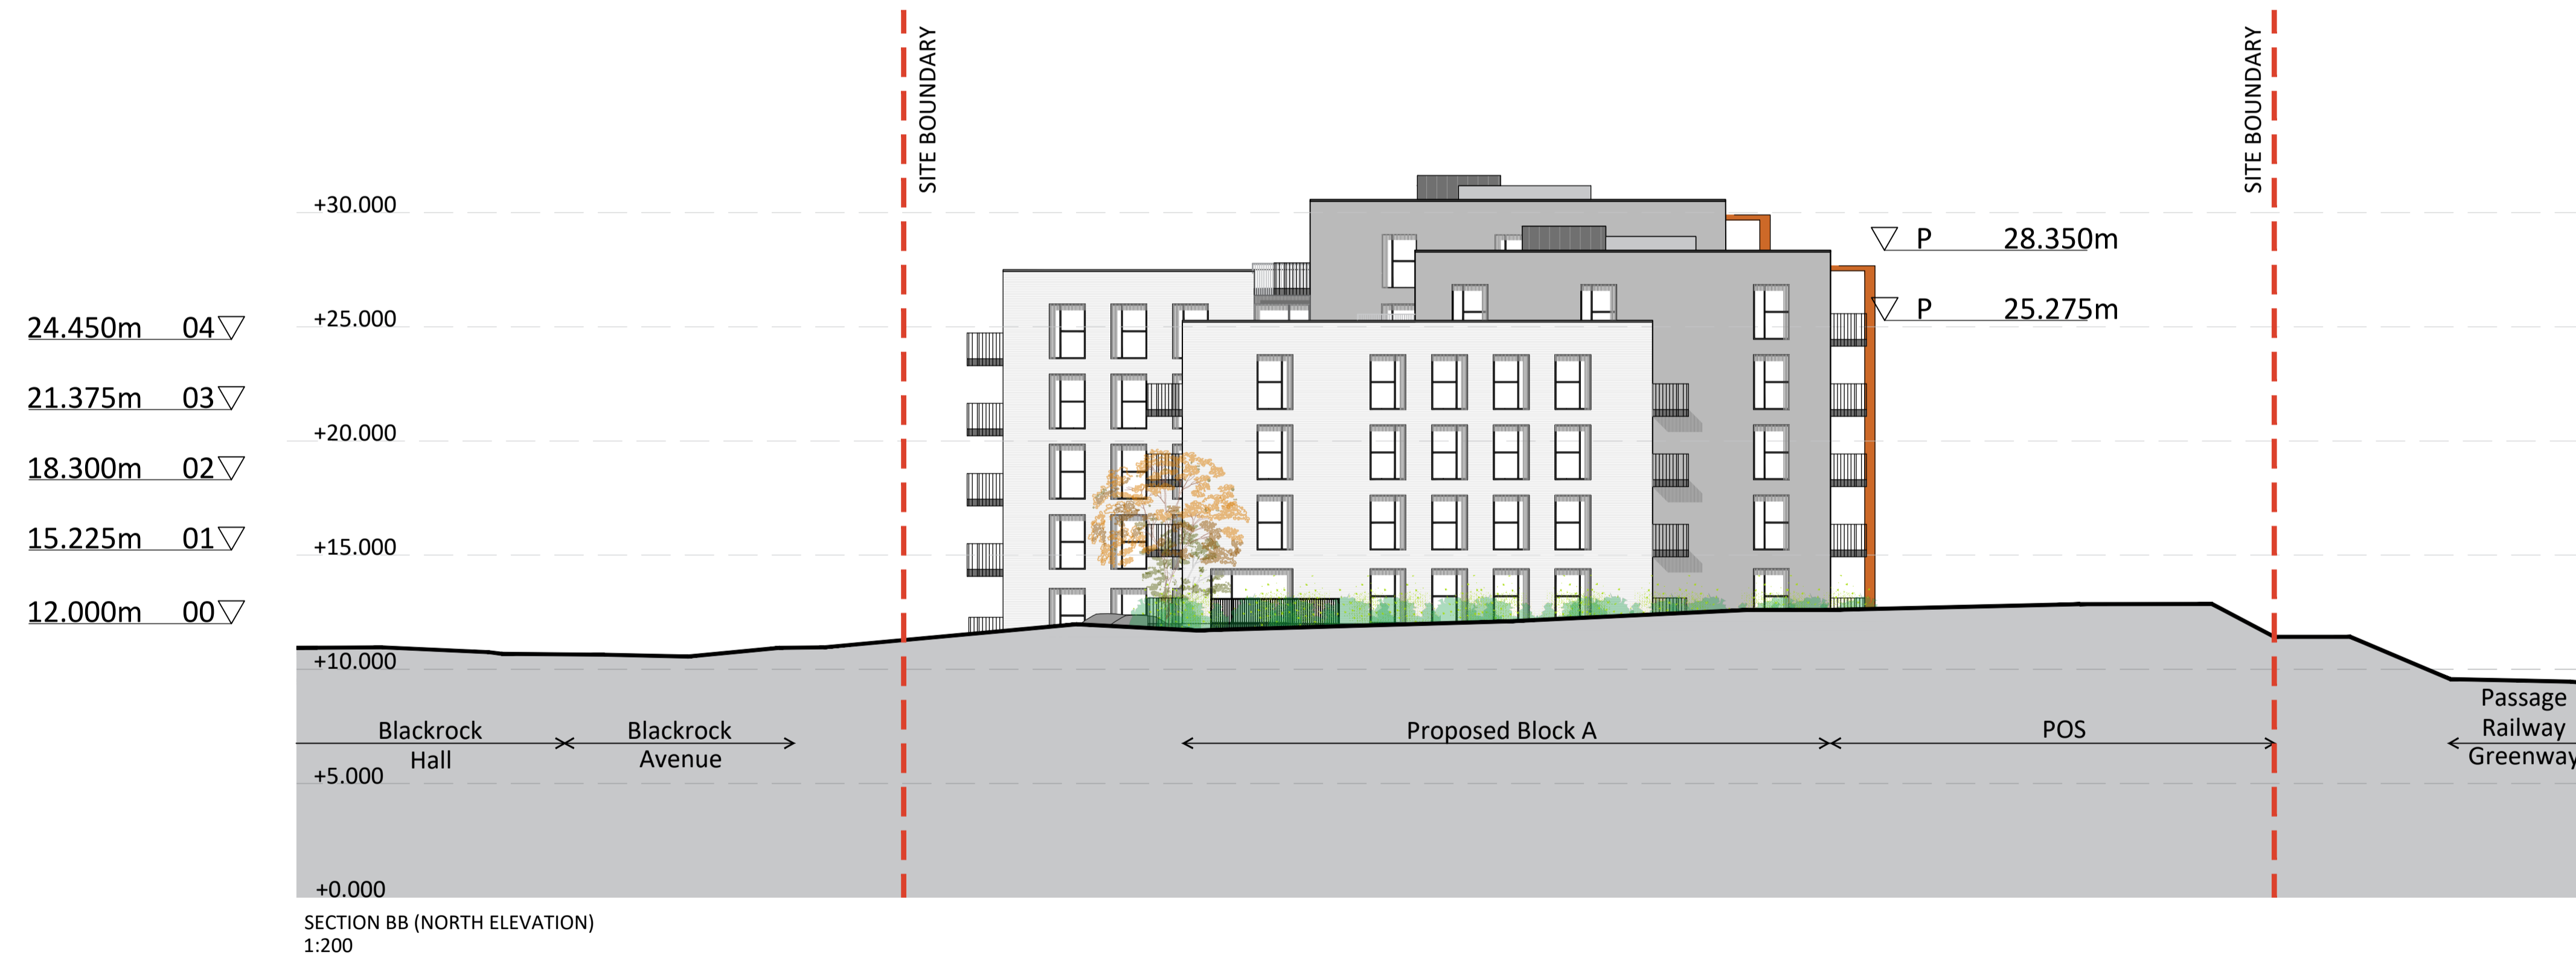 SITE BOUNDARY
SITE BOUNDARY
+30.000
P 28.350m
24.450m 04
+25.000
P 25.275m
21.375m 03
+20.000
18.300m 02
15.225m 01
+15.000
12.000m 00
+10.000
Blackrock
Hall
Blackrock
Avenue
Proposed Block A
POS
Passage
Railway
Greenway
+5.000
+0.000
SECTION BB (NORTH ELEVATION)
1:200